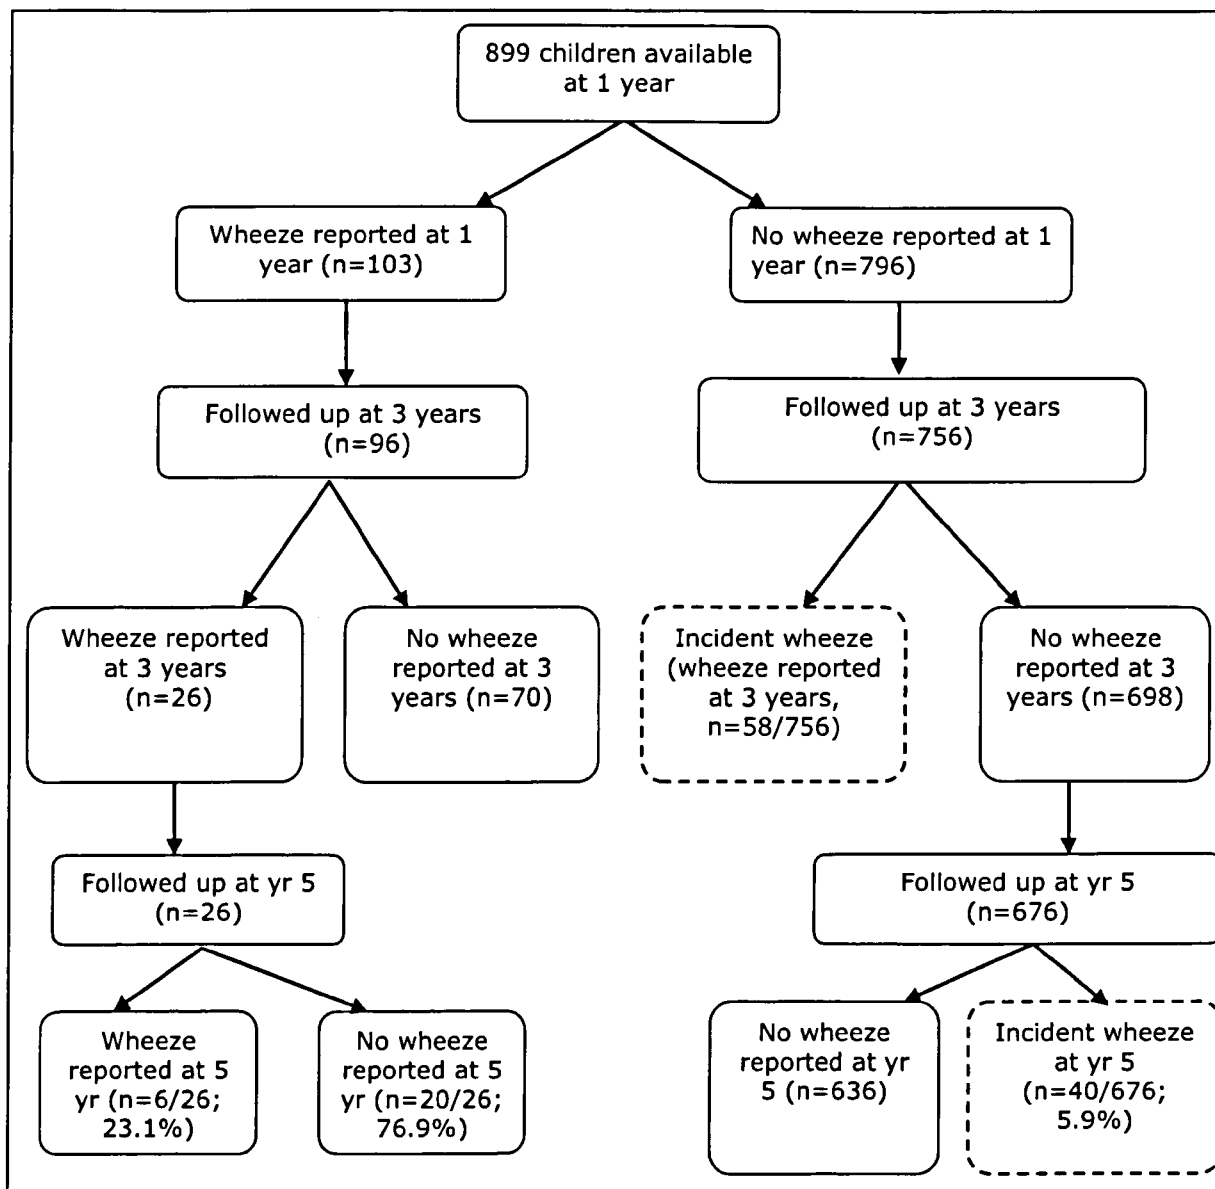 899 children available
at 1 year
Wheeze reported at 1
year (n=103)
No wheeze reported at 1
year (n=796)
Followed up at 3 years
(n=96)
Followed up at 3 years
(n=756)
Wheeze reported
at 3 years
(n=26)
No wheeze
reported at 3
years (n=70)
Incident wheeze
(wheeze reported
at 3 years,
n=58/756)
No wheeze
reported at 3
years (n=698)
Followed up at yr 5
(n=26)
Followed up at yr 5
(n=676)
Wheeze
reported at 5
yr (n=6/26;
23.1%)
No wheeze
reported at 5
yr (n=20/26;
76.9%)
No wheeze
reported at yr
5 (n=636)
Incident wheeze
at yr 5
(n=40/676;
5.9%)